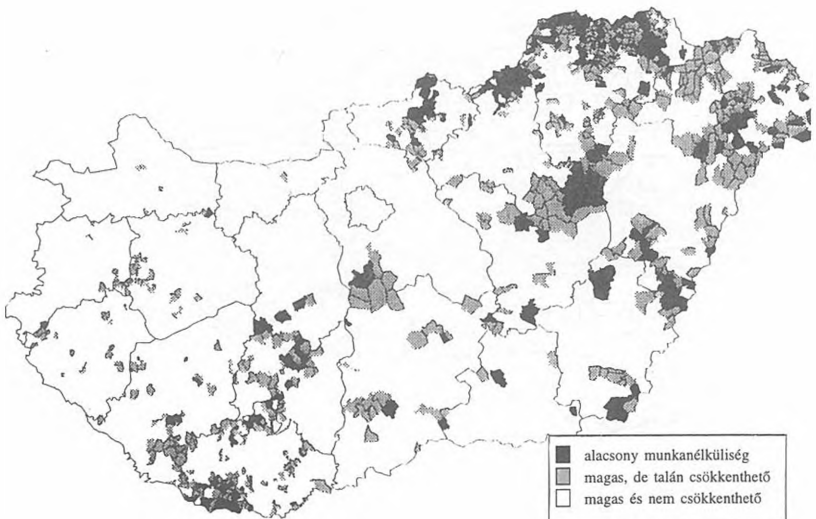 alacsony munkanélküliség
magas, de talán csökkenthető
magas és nem csökkenthető